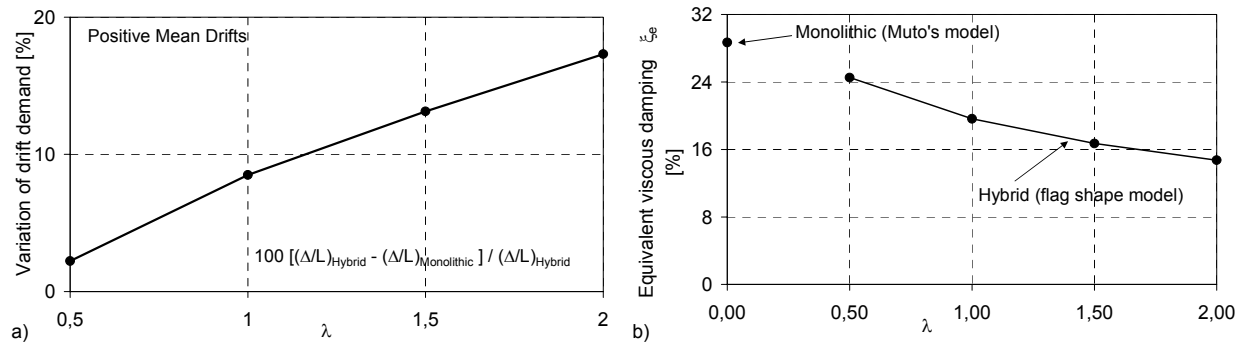 Variation of drift demand [%]
20
10
0
Positive Mean Drifts
100 [(Δ/L)Hybrid - (Δ/L)Monolithic ] / (Δ/L)Hybrid
0,5
1
1,5
2
λ
a)
Equivalent viscous damping ξe
[%]
32
24
16
8
0
Monolithic (Muto's model)
Hybrid (flag shape model)
0,00
0,50
1,00
1,50
2,00
λ
b)